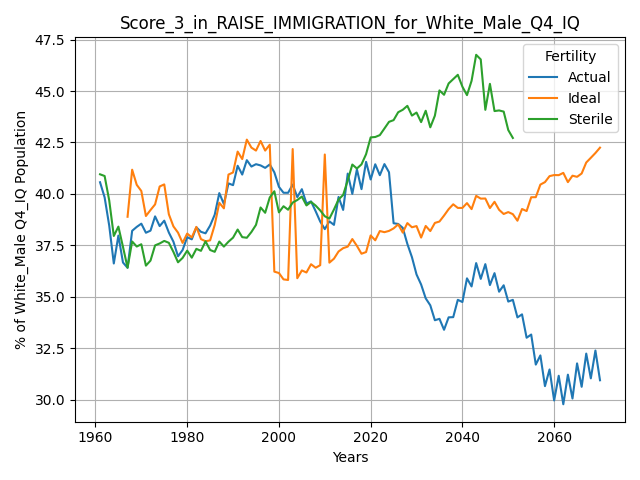 Score_3_in_RAISE_IMMIGRATION_for_White_Male_Q4_IQ
% of White_Male Q4_IQ Population
47.5
45.0
42.5
40.0
37.5
35.0
32.5
30.0
Fertility
Actual
Ideal
Sterile
1960
1980
2000
2020
2040
2060
Years